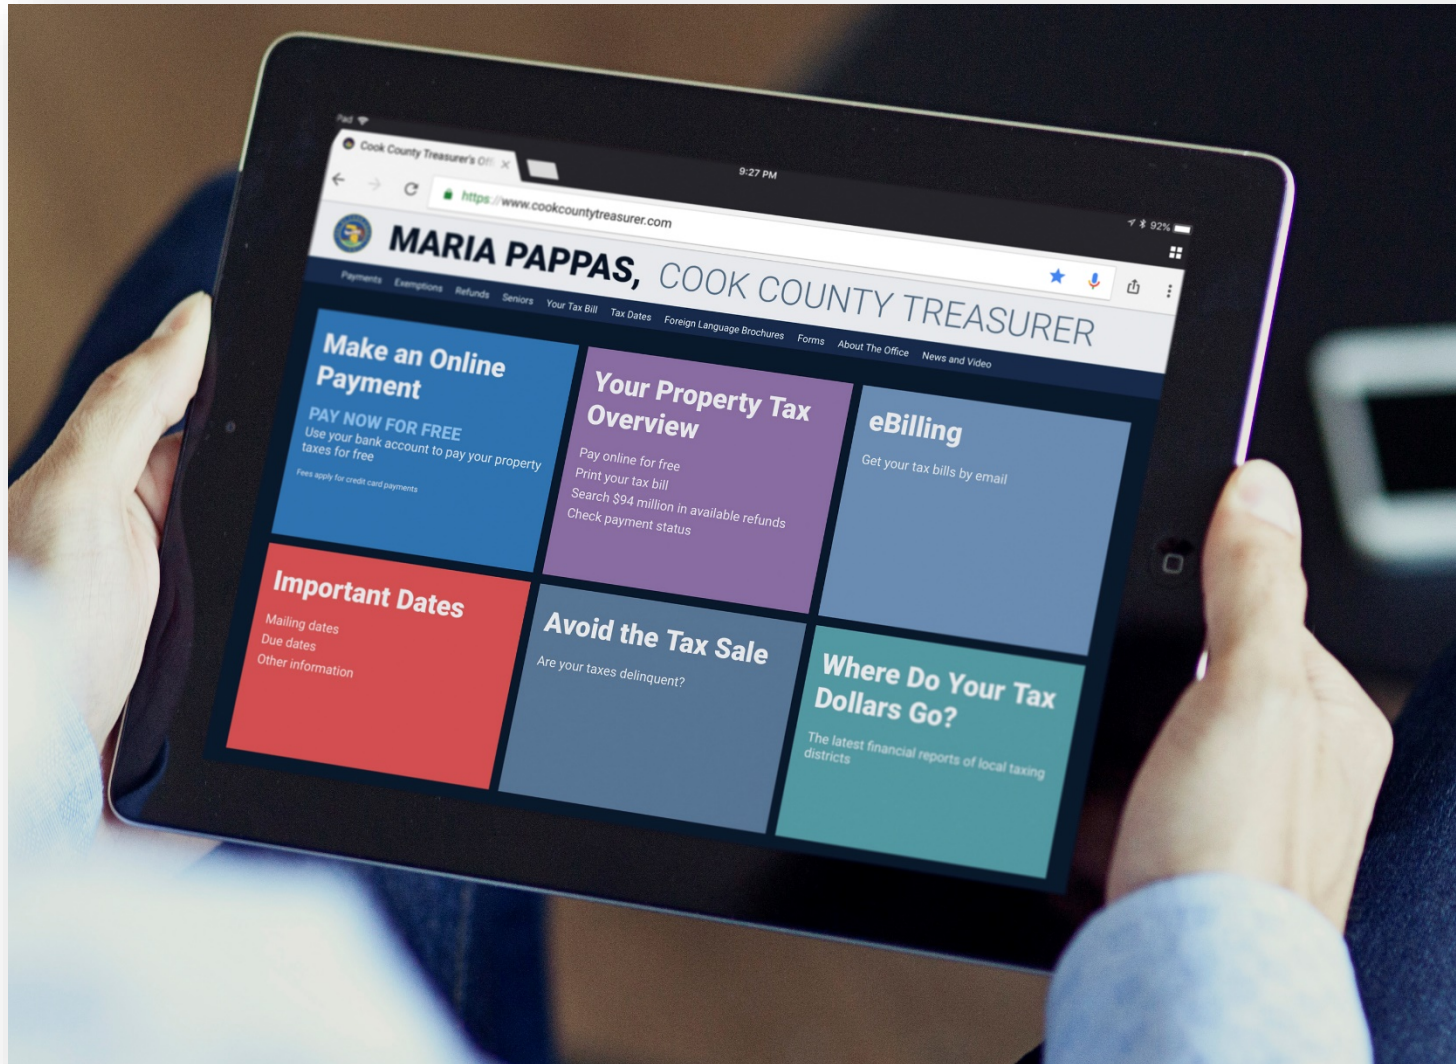 iPad
9:27 PM
92%
Cook County Treasurer's Off
https://www.cookcountytreasurer.com
MARIA PAPPAS, COOK COUNTY TREASURER
Payments Exemptions Refunds Seniors Your Tax Bill Tax Dates Foreign Language Brochures Forms About The Office News and Video
Make an Online
Payment
PAY NOW FOR FREE
Use your bank account to pay your property
taxes for free
Fees apply for credit card payments
Your Property Tax
Overview
Pay online for free
Print your tax bill
Search $94 million in available refunds
Check payment status
eBilling
Get your tax bills by email
Important Dates
Mailing dates
Due dates
Other information
Avoid the Tax Sale
Are your taxes delinquent?
Where Do Your Tax
Dollars Go?
The latest financial reports of local taxing
districts